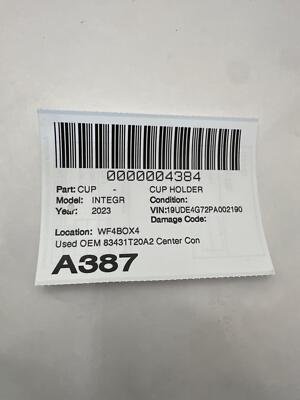 0000004384
Part: CUP - CUP HOLDER
Model: INTEGR Condition:
Year: 2023 VIN:19UDE4G72PA002190
Damage Code:
Location: WF4BOX4
Used OEM 83431T20A2 Center Con
A387